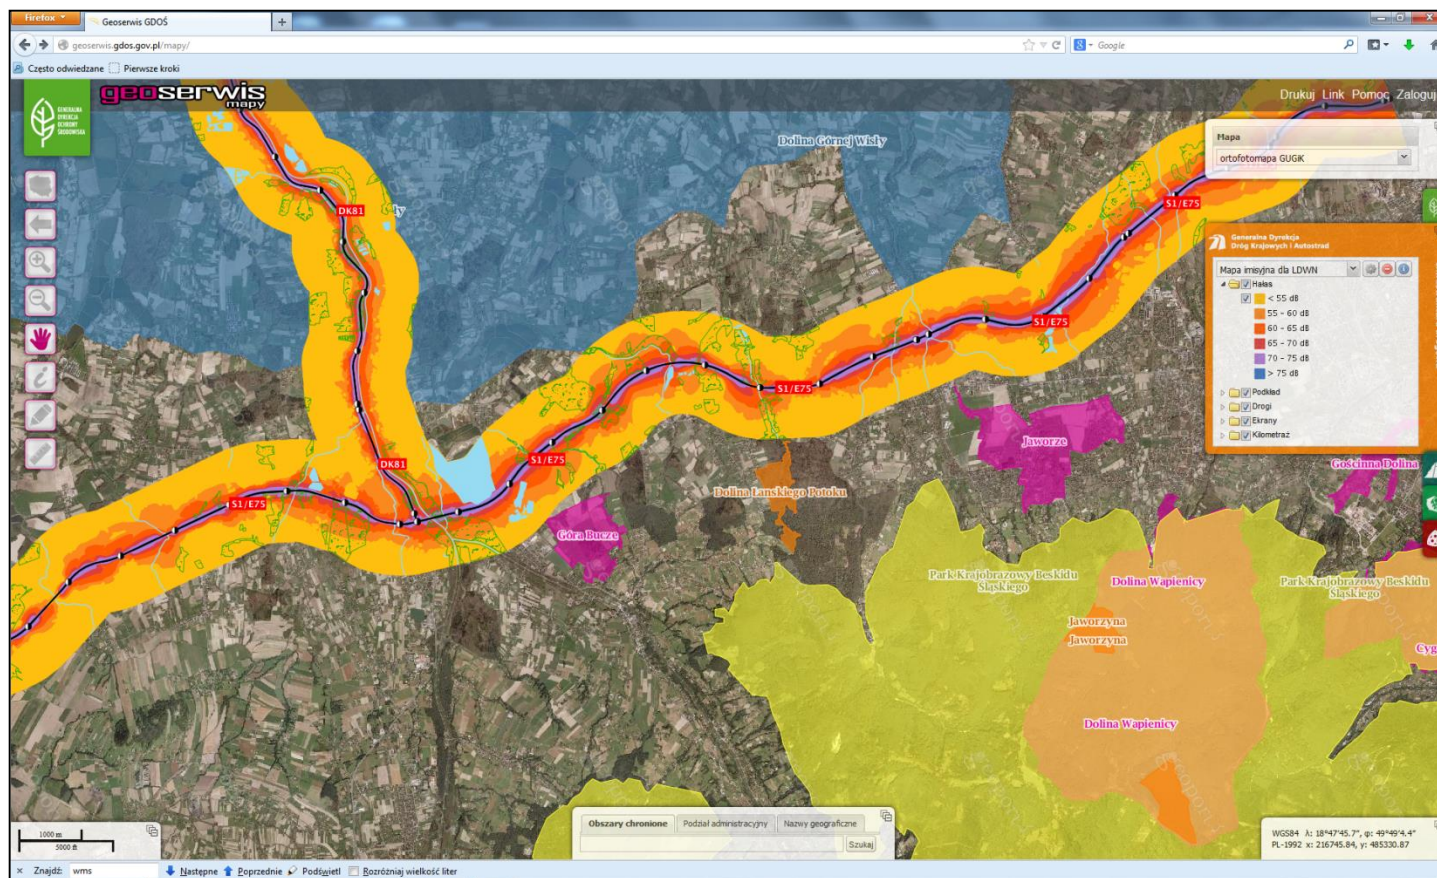 Firefox
Geoserwis GDOŚ
geoserwis.gdos.gov.pl/mapy/
Google
Często odwiedzane
Pierwsze kroki
GENERALNA
DYREKCJA
OCHRONY
ŚRODOWISKA
geoserwis
mapy
Drukuj Link Pomoc Zaloguj
Mapa
ortofotomapa GUGiK
Dolina Górnej Wisły
DK81
ły
S1/E75
Generalna Dyrekcja
Dróg Krajowych i Autostrad
Mapa imisyjna dla LDWN
Hałas
< 55 dB
55 - 60 dB
60 - 65 dB
65 - 70 dB
70 - 75 dB
> 75 dB
Podkład
Drogi
Ekrany
Kilometraż
S1/E75
S1/E75
Jaworze
Gościnna Dolina
DK81
S1/E75
Dolina Łańskiego Potoku
S1/E75
Góra Bucze
Park Krajobrazowy Beskidu
Śląskiego
Dolina Wapienicy
Park Krajobrazowy Beskidu
Śląskiego
Jaworzyna
Jaworzyna
Cyg
Dolina Wapienicy
1000 m
5000 ft
Obszary chronione
Podział administracyjny
Nazwy geograficzne
Szukaj
WGS84 λ: 18°47'45.7", φ: 49°49'4.4"
PL-1992 x: 216745.84, y: 485330.87
× Znajdź: wms
Następne
Poprzednie
Podświetl
Rozróżniaj wielkość liter